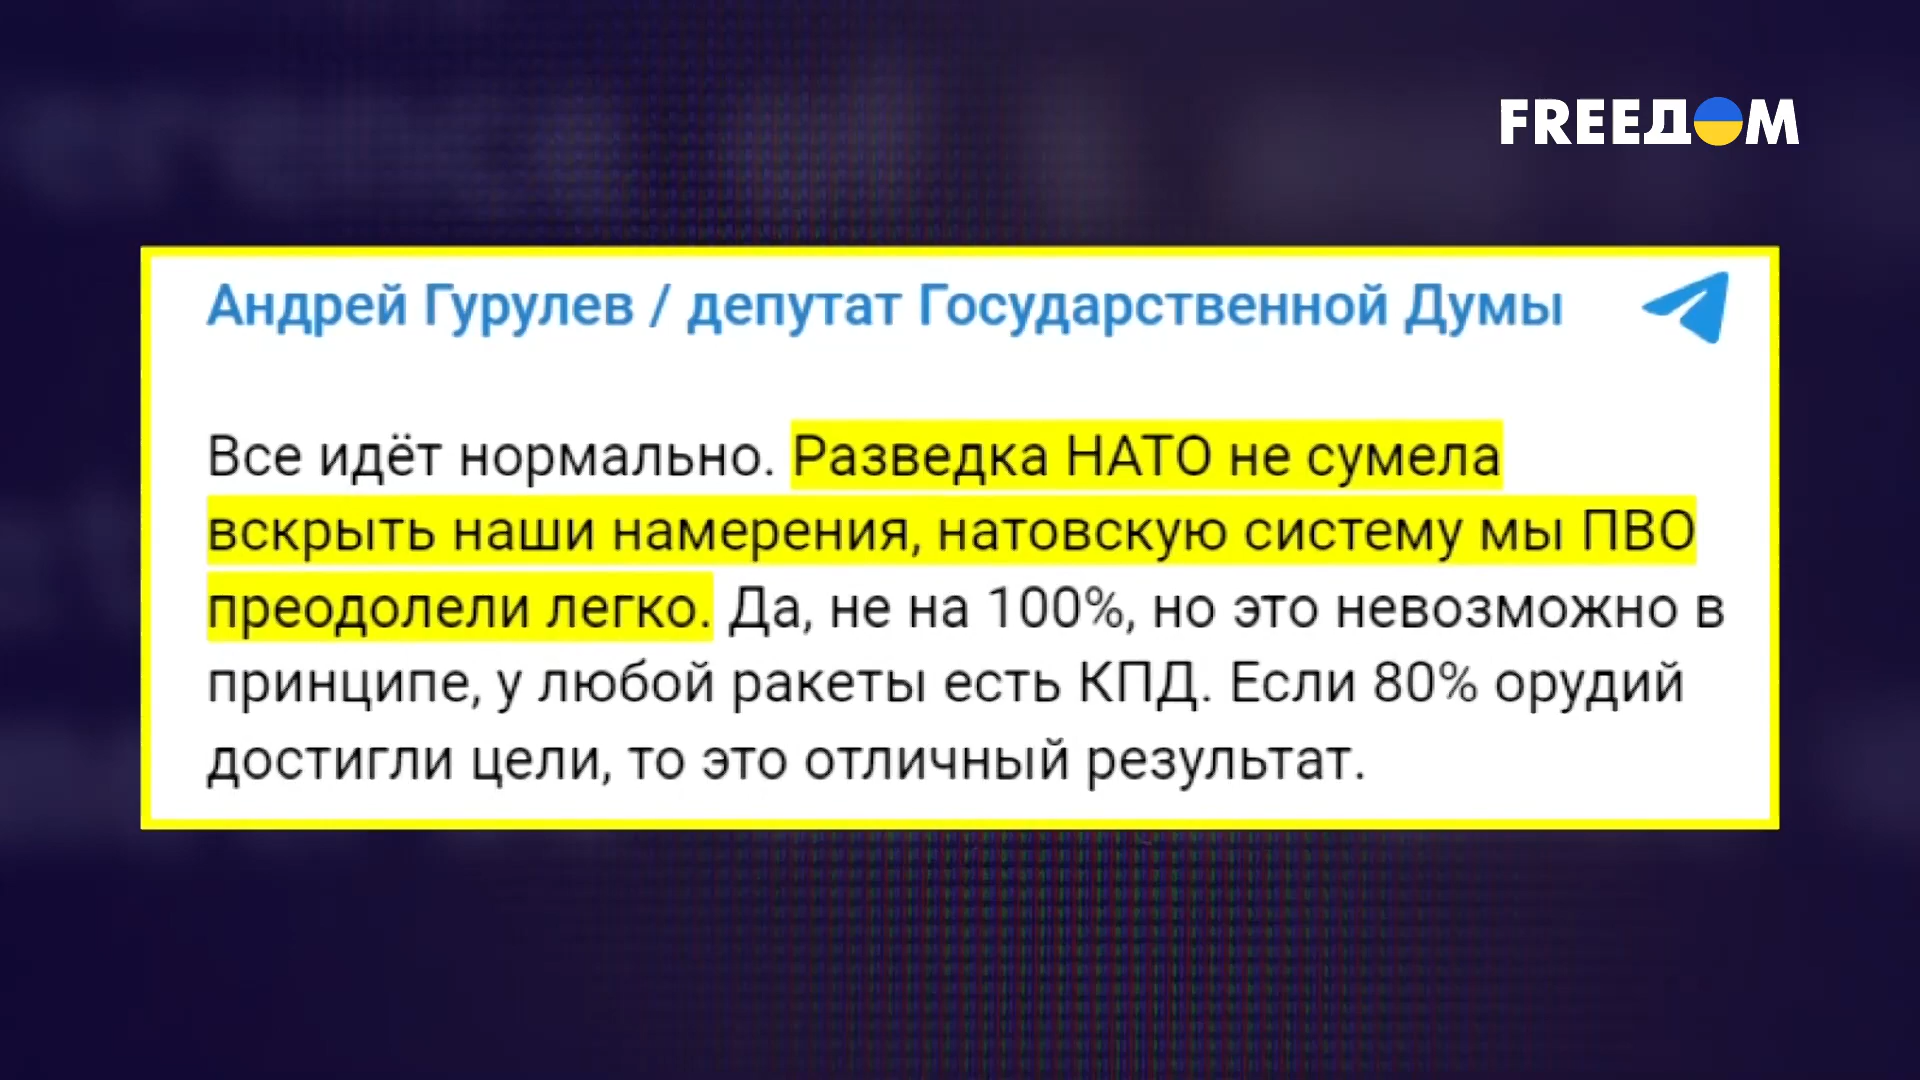 FREEДОМ
Андрей Гурулев / депутат Государственной Думы
Все идёт нормально. Разведка НАТО не сумела
вскрыть наши намерения, натовскую систему мы ПВО
преодолели легко. Да, не на 100%, но это невозможно в
принципе, у любой ракеты есть КПД. Если 80% орудий
достигли цели, то это отличный результат.